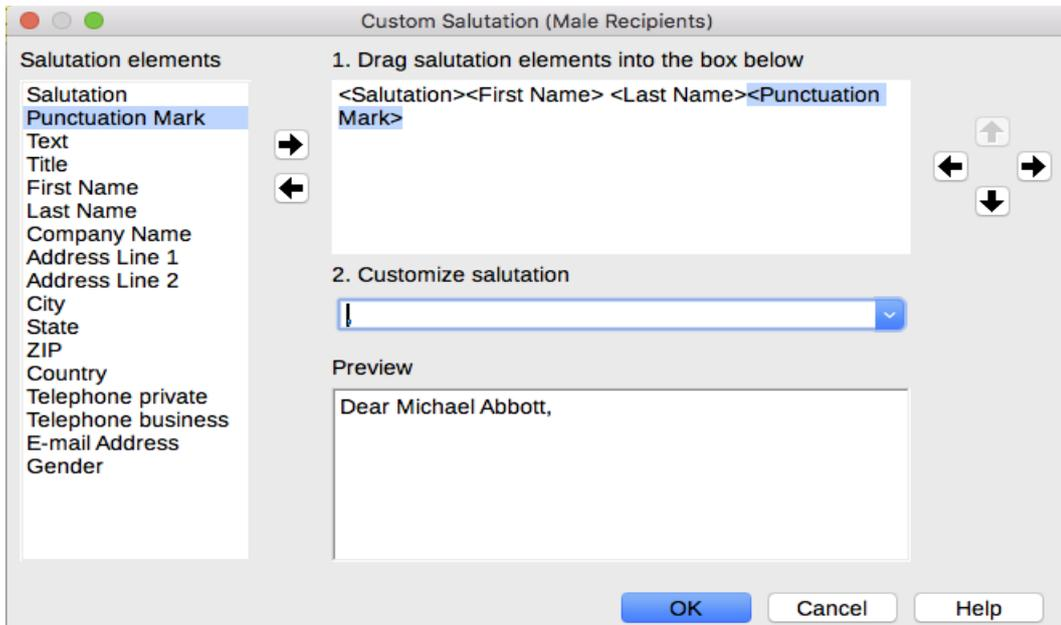 Custom Salutation (Male Recipients)
Salutation elements
Salutation
Punctuation Mark
Text
Title
First Name
Last Name
Company Name
Address Line 1
Address Line 2
City
State
ZIP
Country
Telephone private
Telephone business
E-mail Address
Gender
1. Drag salutation elements into the box below
<Salutation><First Name> <Last Name><Punctuation
Mark>
2. Customize salutation
,
Preview
Dear Michael Abbott,
OK
Cancel
Help